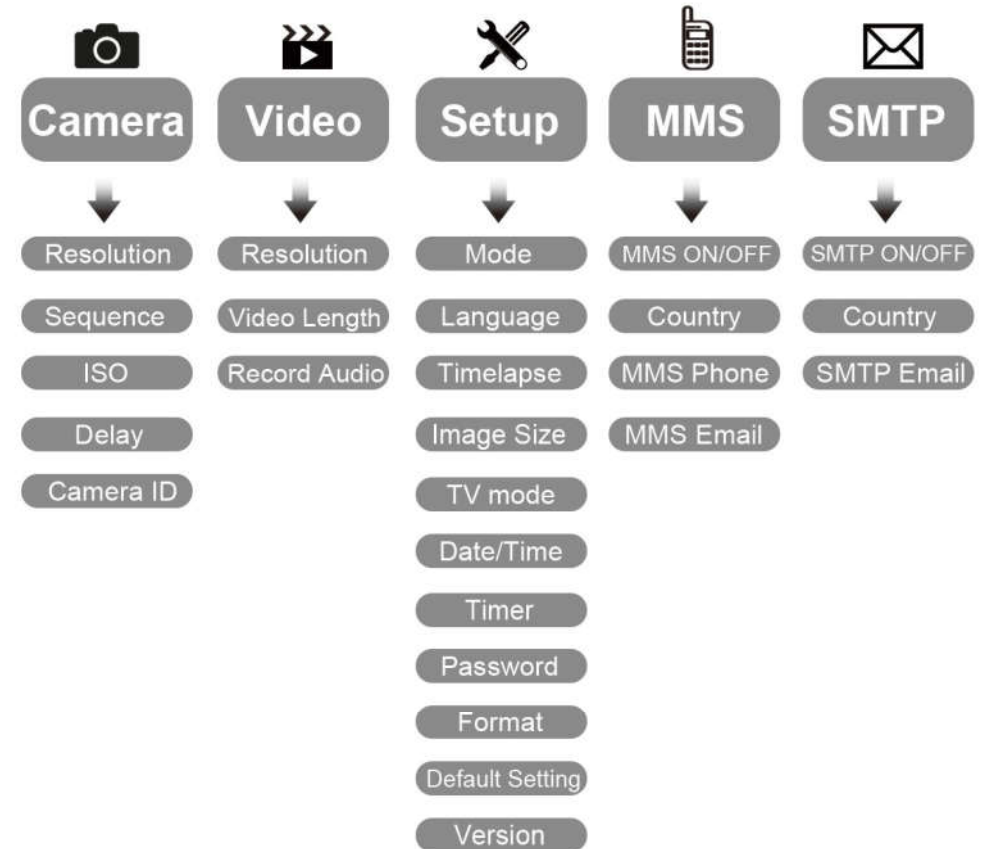 Camera
Resolution
Sequence
ISO
Delay
Camera ID
Video
Resolution
Video Length
Record Audio
Setup
Mode
Language
Timelapse
Image Size
TV mode
Date/Time
Timer
Password
Format
Default Setting
Version
MMS
MMS ON/OFF
Country
MMS Phone
MMS Email
SMTP
SMTP ON/OFF
Country
SMTP Email